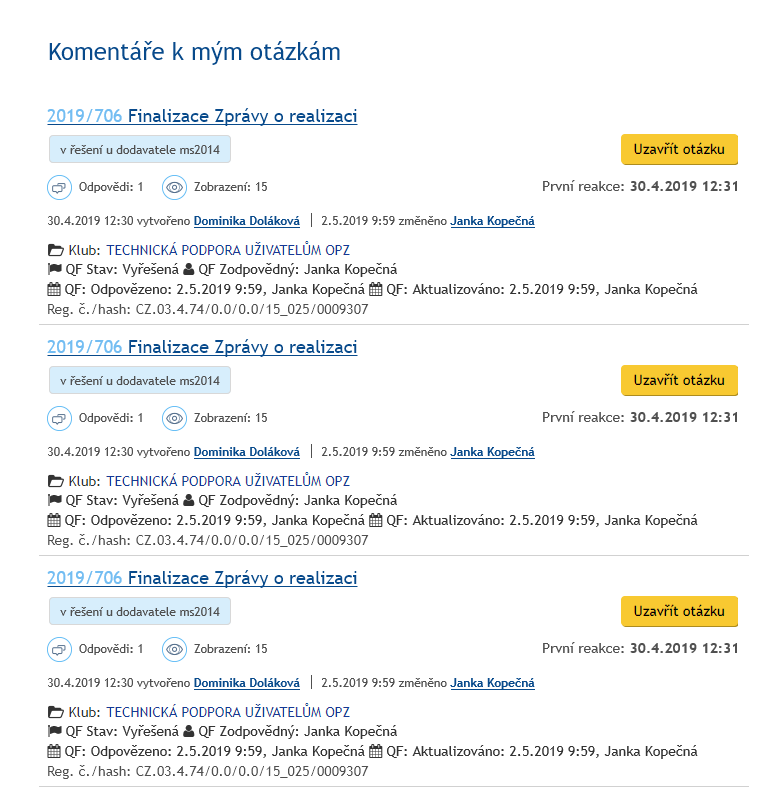 Komentáře k mým otázkám
2019/706 Finalizace Zprávy o realizaci
v řešení u dodavatele ms2014
Uzavřít otázku
Odpovědi: 1 Zobrazení: 15 První reakce: 30.4.2019 12:31
30.4.2019 12:30 vytvořeno Dominika Doláková | 2.5.2019 9:59 změněno Janka Kopečná
Klub: TECHNICKÁ PODPORA UŽIVATELŮM OPZ
QF Stav: Vyřešená QF Zodpovědný: Janka Kopečná
QF: Odpovězeno: 2.5.2019 9:59, Janka Kopečná QF: Aktualizováno: 2.5.2019 9:59, Janka Kopečná
Reg. č./hash: CZ.03.4.74/0.0/0.0/15_025/0009307
2019/706 Finalizace Zprávy o realizaci
v řešení u dodavatele ms2014
Uzavřít otázku
Odpovědi: 1 Zobrazení: 15 První reakce: 30.4.2019 12:31
30.4.2019 12:30 vytvořeno Dominika Doláková | 2.5.2019 9:59 změněno Janka Kopečná
Klub: TECHNICKÁ PODPORA UŽIVATELŮM OPZ
QF Stav: Vyřešená QF Zodpovědný: Janka Kopečná
QF: Odpovězeno: 2.5.2019 9:59, Janka Kopečná QF: Aktualizováno: 2.5.2019 9:59, Janka Kopečná
Reg. č./hash: CZ.03.4.74/0.0/0.0/15_025/0009307
2019/706 Finalizace Zprávy o realizaci
v řešení u dodavatele ms2014
Uzavřít otázku
Odpovědi: 1 Zobrazení: 15 První reakce: 30.4.2019 12:31
30.4.2019 12:30 vytvořeno Dominika Doláková | 2.5.2019 9:59 změněno Janka Kopečná
Klub: TECHNICKÁ PODPORA UŽIVATELŮM OPZ
QF Stav: Vyřešená QF Zodpovědný: Janka Kopečná
QF: Odpovězeno: 2.5.2019 9:59, Janka Kopečná QF: Aktualizováno: 2.5.2019 9:59, Janka Kopečná
Reg. č./hash: CZ.03.4.74/0.0/0.0/15_025/0009307